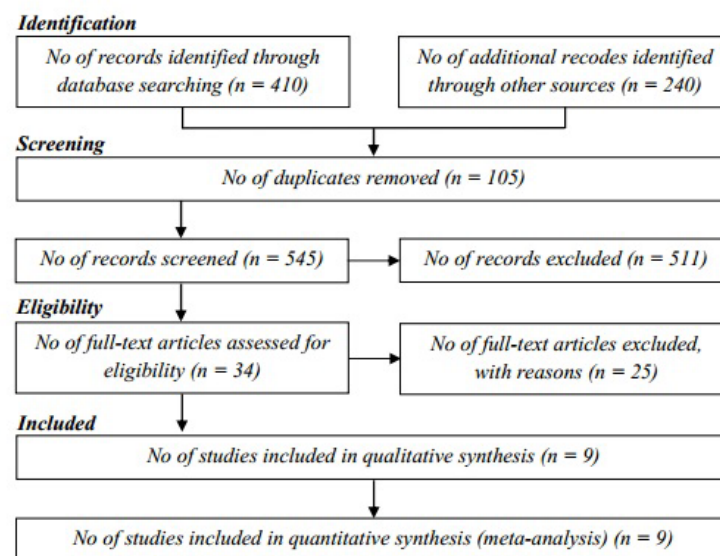 Identification
No of records identified through
database searching (n = 410)
No of additional recodes identified
through other sources (n = 240)
Screening
No of duplicates removed (n = 105)
No of records screened (n = 545)
No of records excluded (n = 511)
Eligibility
No of full-text articles assessed for
eligibility (n = 34)
No of full-text articles excluded,
with reasons (n = 25)
Included
No of studies included in qualitative synthesis (n = 9)
No of studies included in quantitative synthesis (meta-analysis) (n = 9)